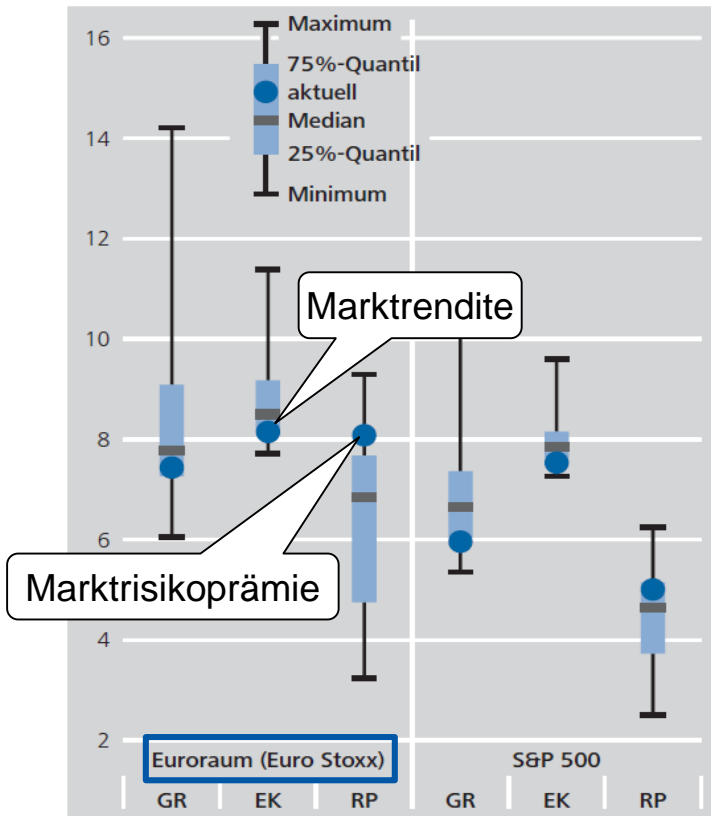 16
14
12
10
8
6
4
2
Maximum
75%-Quantil
aktuell
Median
25%-Quantil
Minimum
Marktrendite
Marktrisikoprämie
Euroraum (Euro Stoxx)
S&P 500
GR
EK
RP
GR
EK
RP